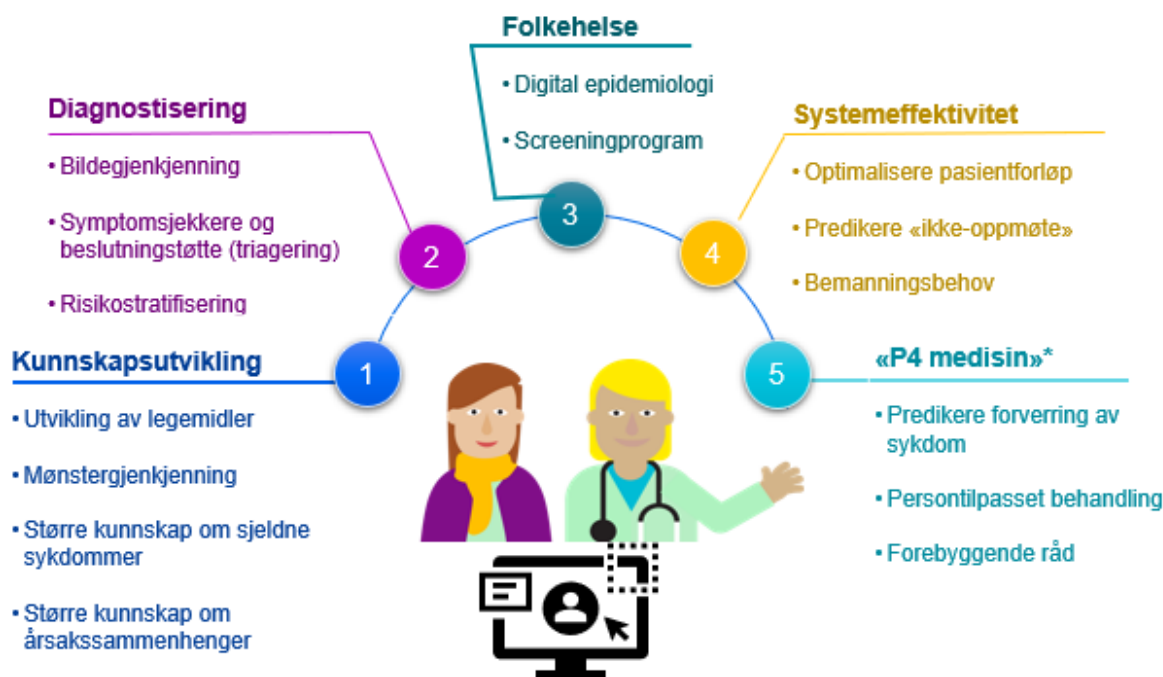 Kunnskapsutvikling
• Utvikling av legemidler
• Mønstergjenkjenning
• Større kunnskap om sjeldne
sykdommer
• Større kunnskap om
årsakssammenhenger
1
Diagnostisering
• Bildegjenkjenning
• Symptomsjekkere og
beslutningstøtte (triagering)
• Risikostratifisering
2
Folkehelse
• Digital epidemiologi
• Screeningprogram
3
Systemeffektivitet
• Optimalisere pasientforløp
• Predikere «ikke-oppmøte»
• Bemanningsbehov
4
«P4 medisin»*
• Predikere forverring av
sykdom
• Persontilpasset behandling
• Forebyggende råd
5